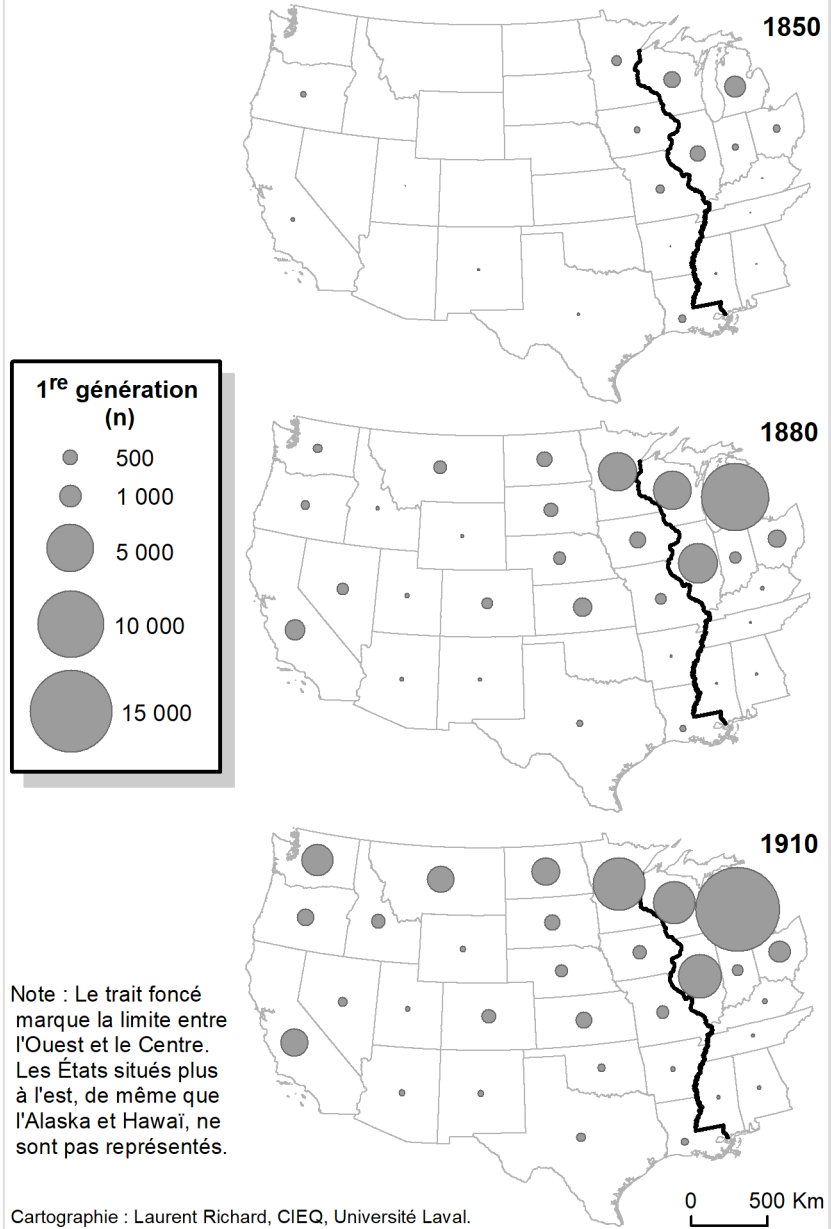 1850
1re génération
(n)
500
1 000
5 000
10 000
15 000
1880
1910
Note : Le trait foncé
marque la limite entre
l'Ouest et le Centre.
Les États situés plus
à l'est, de même que
l'Alaska et Hawaï, ne
sont pas représentés.
0 500 Km
Cartographie : Laurent Richard, CIEQ, Université Laval.